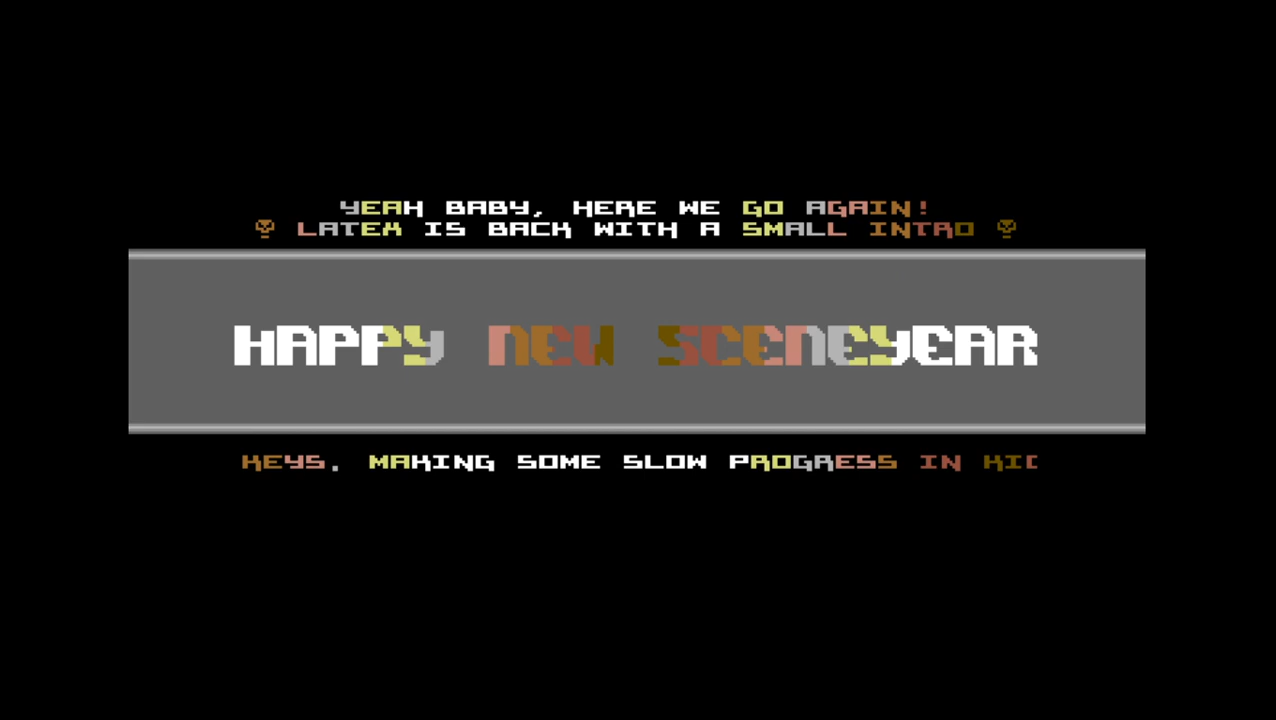 YEAH BABY, HERE WE GO AGAIN!
LATEM IS BACK WITH A SMALL INTRO
HAPPY NEW SCENEYEAR
KEYS. MAKING SOME SLOW PROGRESS IN